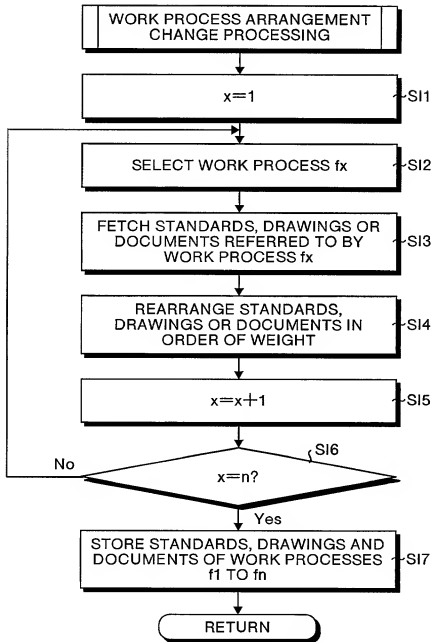 WORK PROCESS ARRANGEMENT
CHANGE PROCESSING
x=1
SI1
SELECT WORK PROCESS fx
SI2
FETCH STANDARDS, DRAWINGS OR
DOCUMENTS REFERRED TO BY
WORK PROCESS fx
SI3
REARRANGE STANDARDS,
DRAWINGS OR DOCUMENTS IN
ORDER OF WEIGHT
SI4
x=x+1
SI5
SI6
x=n?
No
Yes
STORE STANDARDS, DRAWINGS AND
DOCUMENTS OF WORK PROCESSES
f1 TO fn
SI7
RETURN